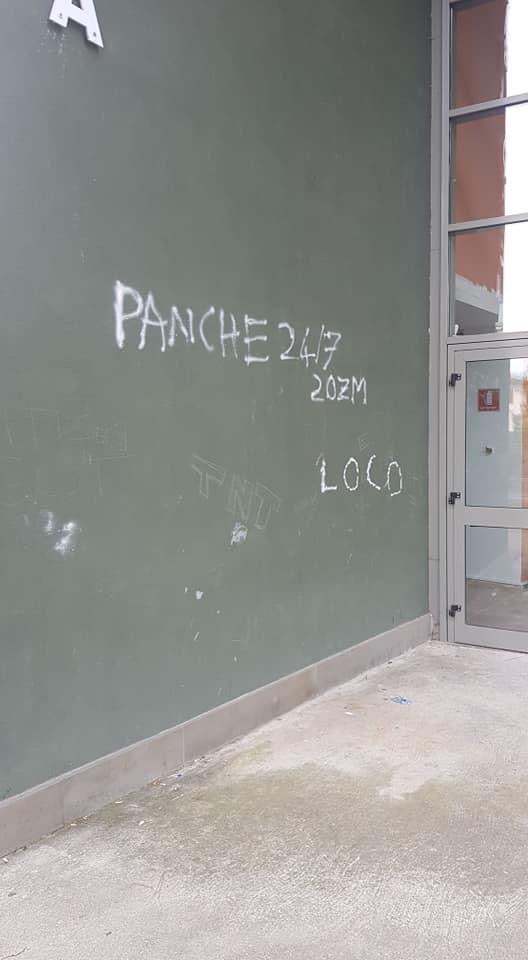 A
PANCHE 24/7
20ZM
LOCO
TNT